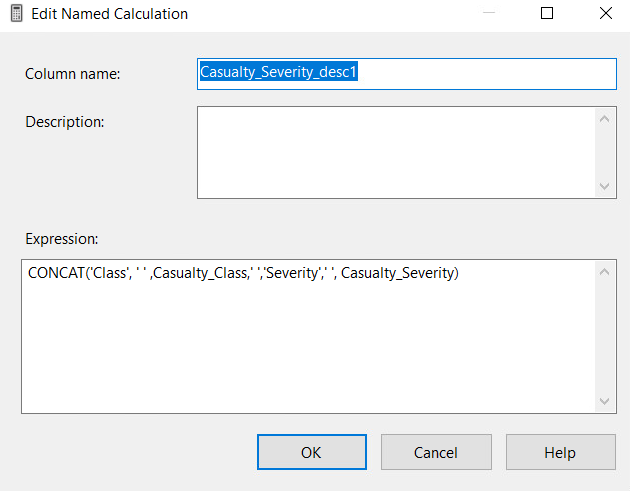 Edit Named Calculation
Column name:
Casualty_Severity_desc1
Description:
Expression:
CONCAT('Class', ' ' ,Casualty_Class,' ','Severity',' ', Casualty_Severity)
OK
Cancel
Help